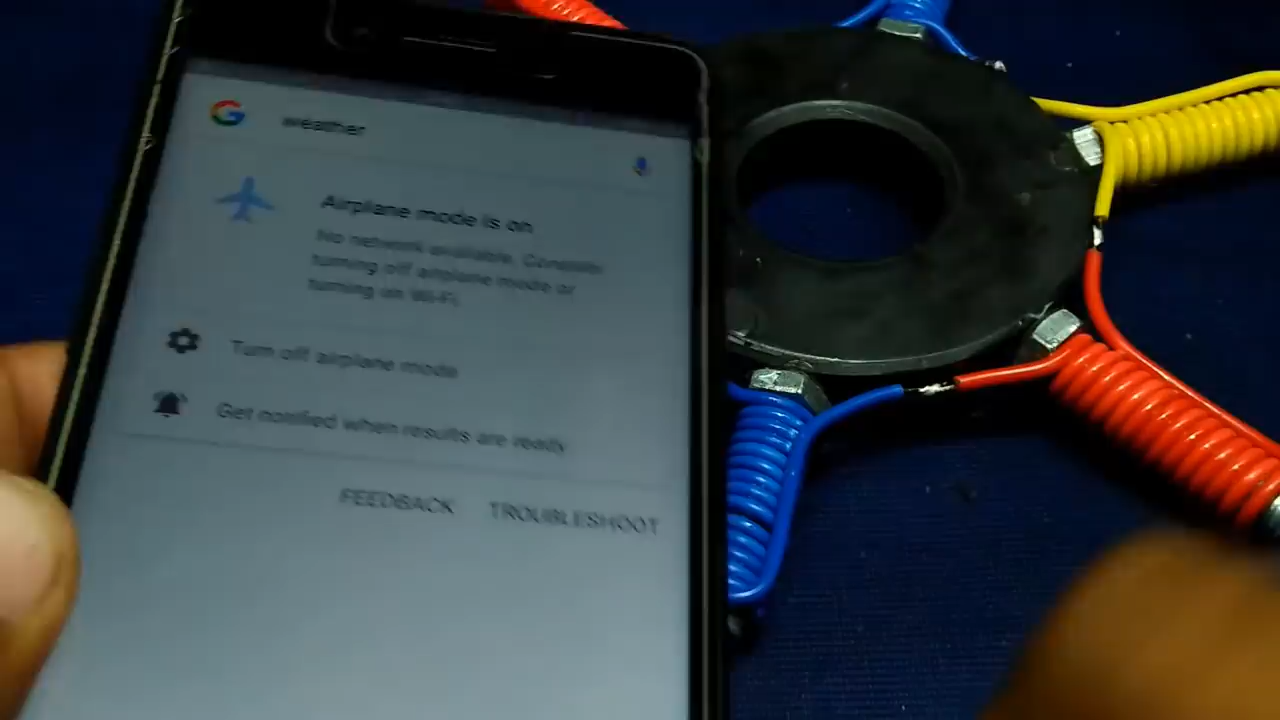 weather
Airplane mode is on
No network available. Consider
turning off airplane mode or
turning on Wi-Fi.
Turn off airplane mode
Get notified when results are ready
FEEDBACK TROUBLESHOOT